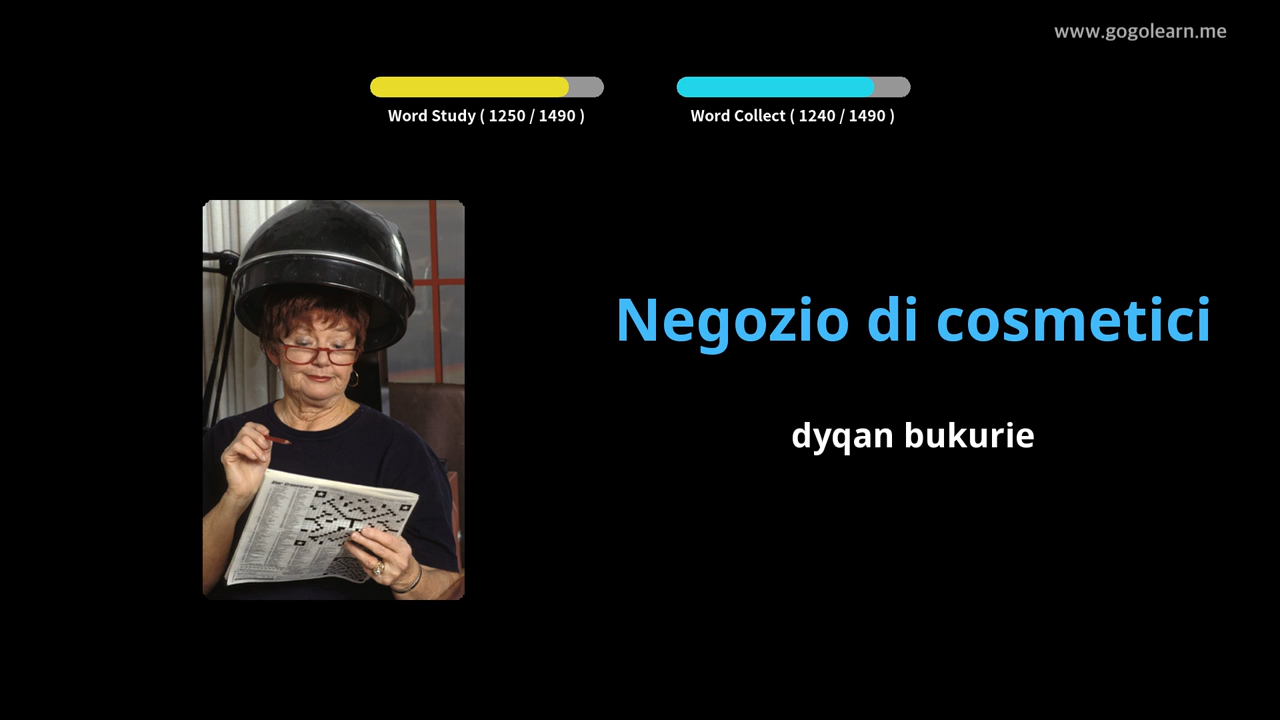 www.gogolearn.me
Word Study ( 1250 / 1490 )
Word Collect ( 1240 / 1490 )
Negozio di cosmetici
dyqan bukurie